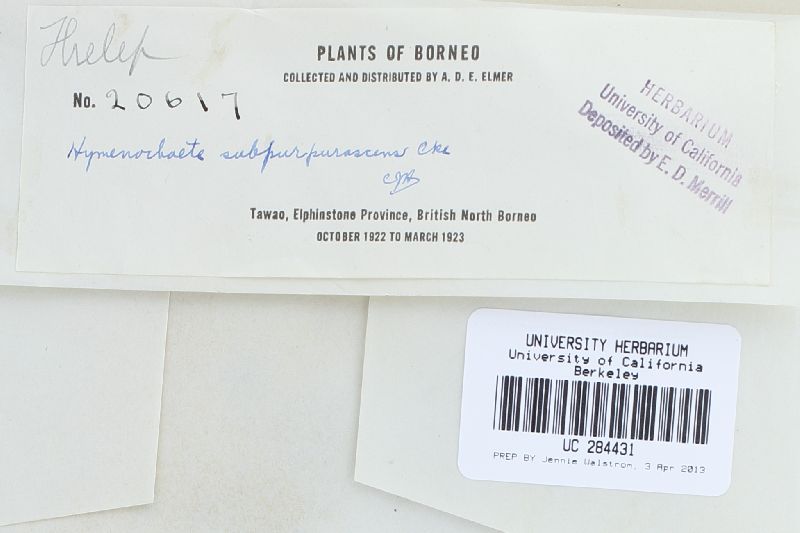 Thelep
PLANTS OF BORNEO
COLLECTED AND DISTRIBUTED BY A. D. E. ELMER
No. 20617
HERBARIUM
University of California
Deposited by E. D. Merrill
Hymenochaete subpurpurascens Cke
Tawao, Elphinstone Province, British North Borneo
OCTOBER 1922 TO MARCH 1923
UNIVERSITY HERBARIUM
University of California
Berkeley
UC 284431
PREP BY Jennie Walstrom, 3 Apr 2013